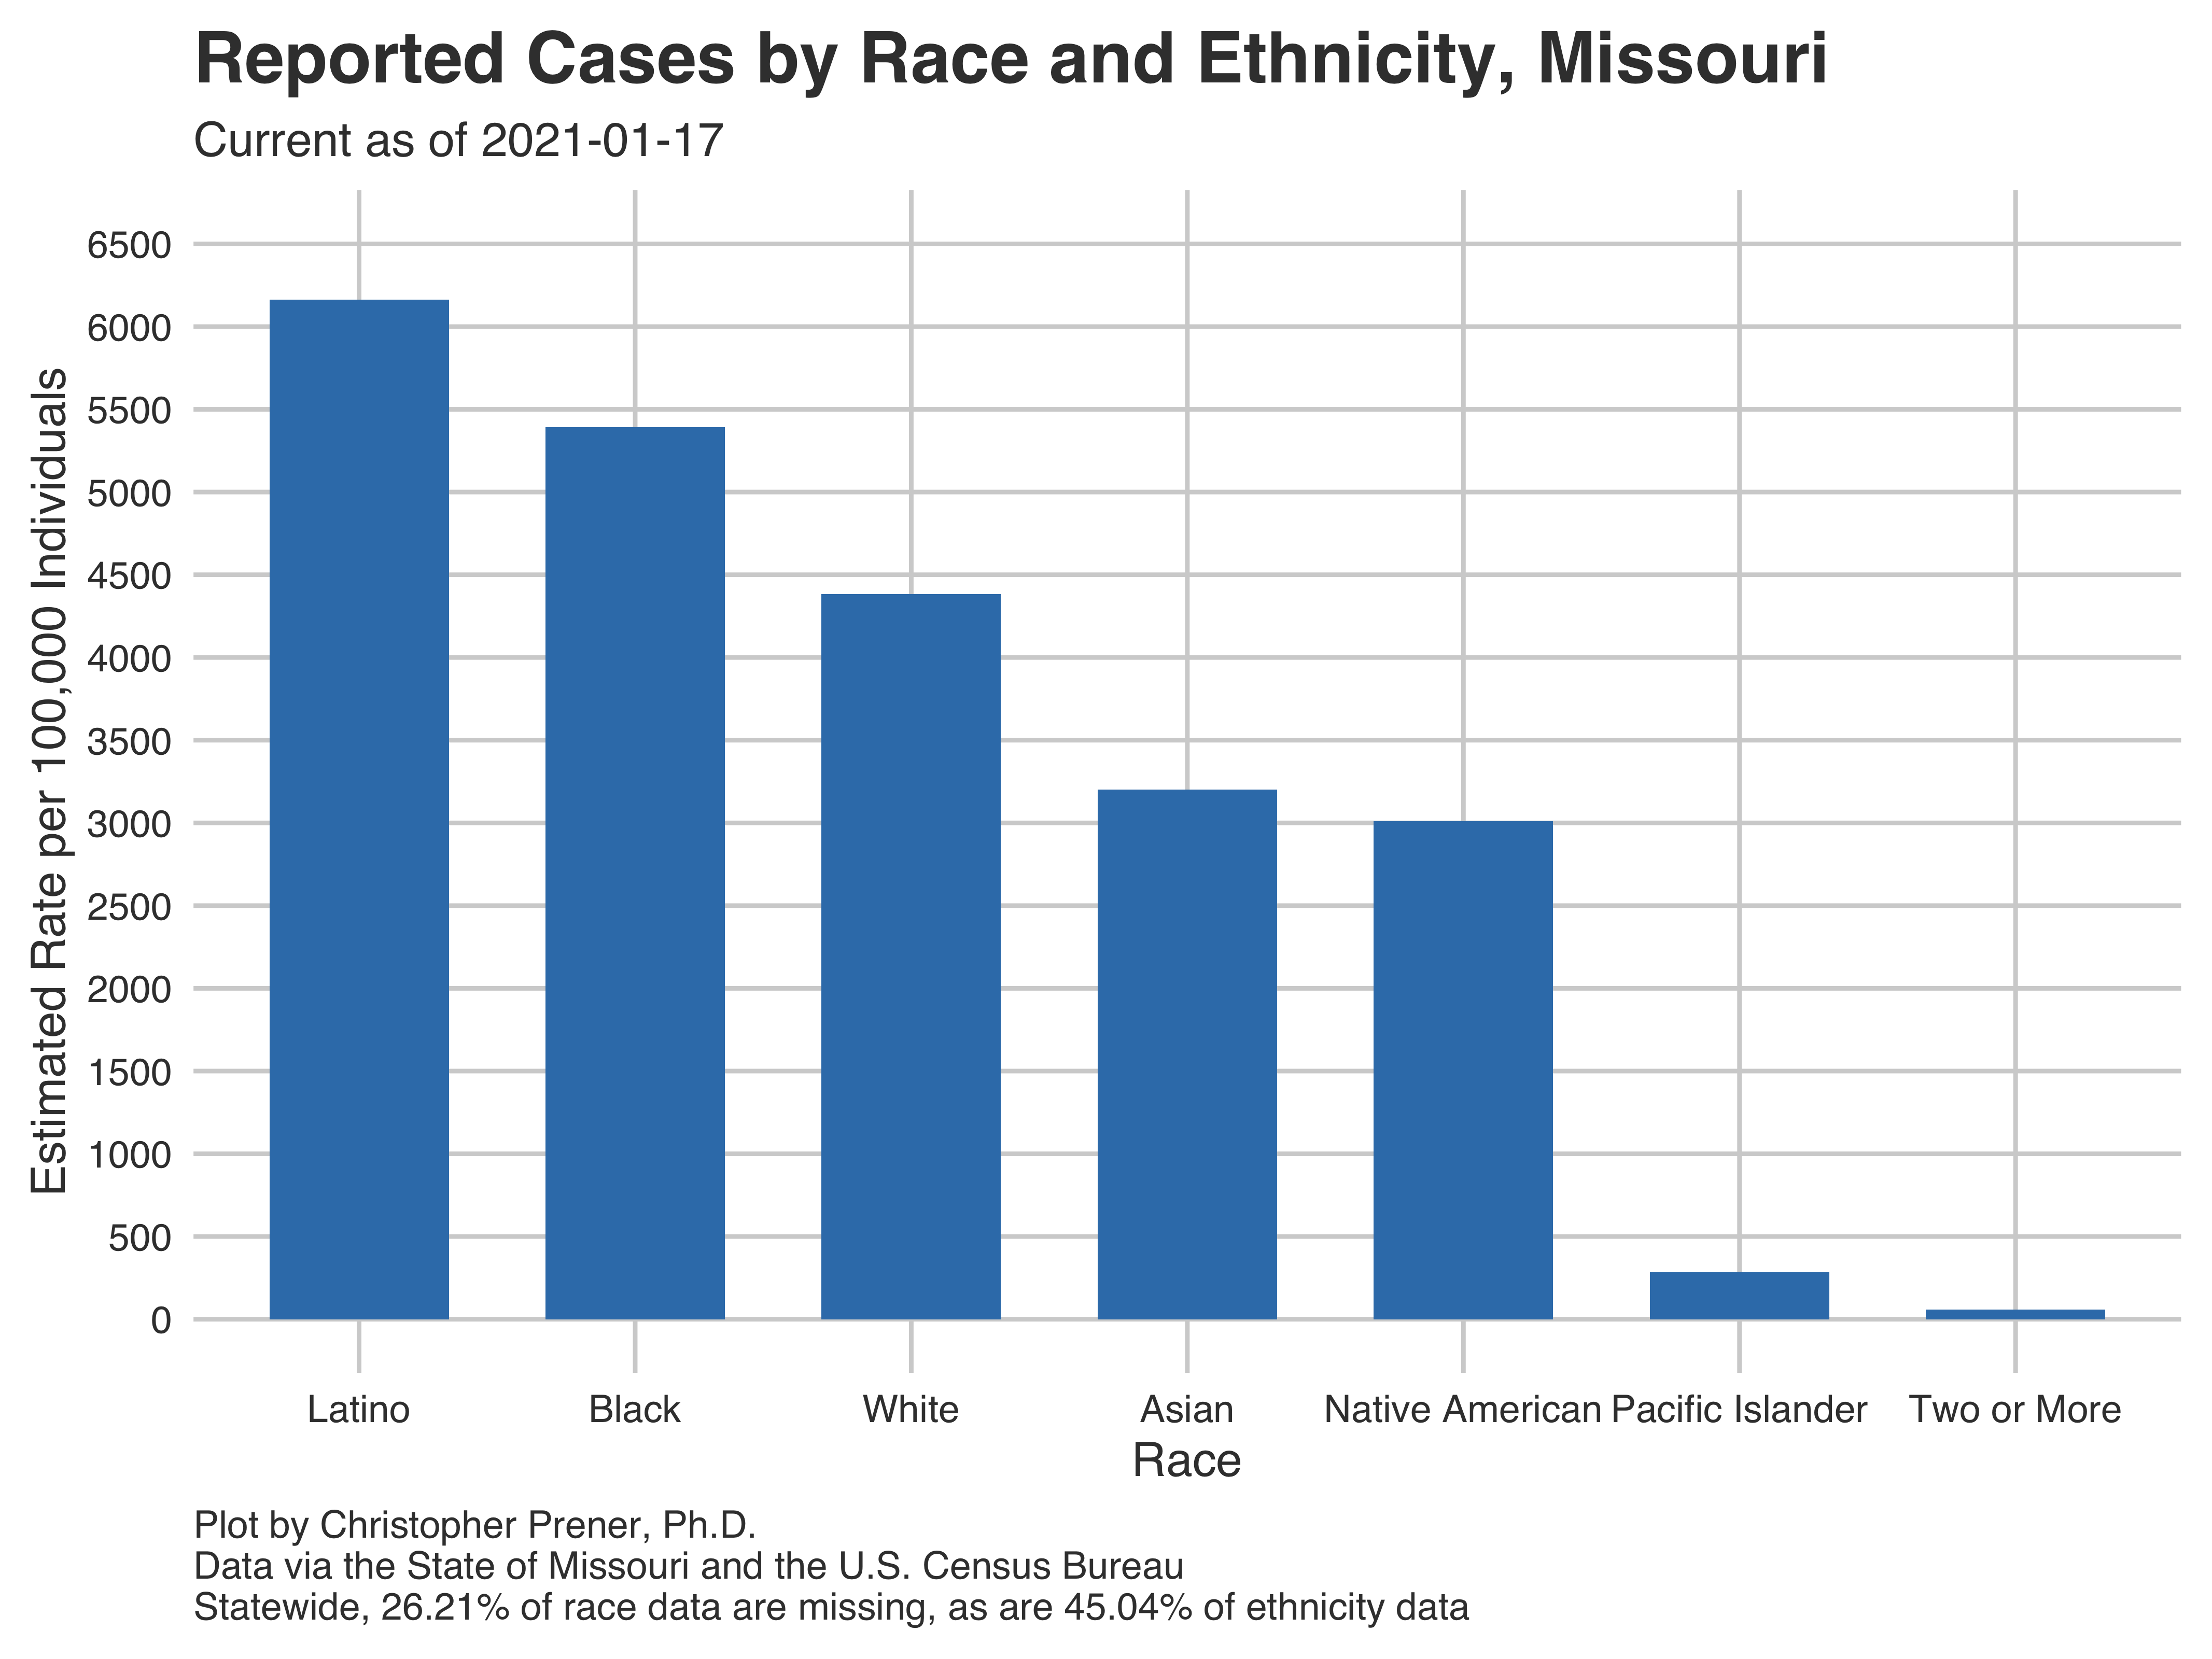 Reported Cases by Race and Ethnicity, Missouri
Current as of 2021-01-17
Estimated Rate per 100,000 Individuals
6500
6000
5500
5000
4500
4000
3500
3000
2500
2000
1500
1000
500
0
Latino Black White Asian Native American Pacific Islander Two or More
Race
Plot by Christopher Prener, Ph.D.
Data via the State of Missouri and the U.S. Census Bureau
Statewide, 26.21% of race data are missing, as are 45.04% of ethnicity data